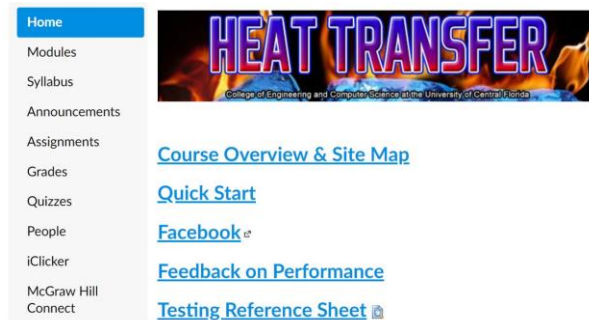 Home
Modules
Syllabus
Announcements
Assignments
Grades
Quizzes
People
iClicker
McGraw Hill
Connect
HEAT TRANSFER
College of Engineering and Computer Science at the University of Central Florida
Course Overview & Site Map
Quick Start
Facebook
Feedback on Performance
Testing Reference Sheet